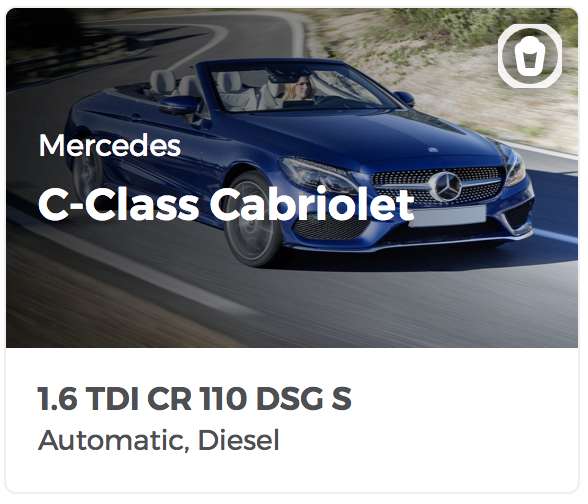 Mercedes
C-Class Cabriolet
1.6 TDI CR 110 DSG S
Automatic, Diesel